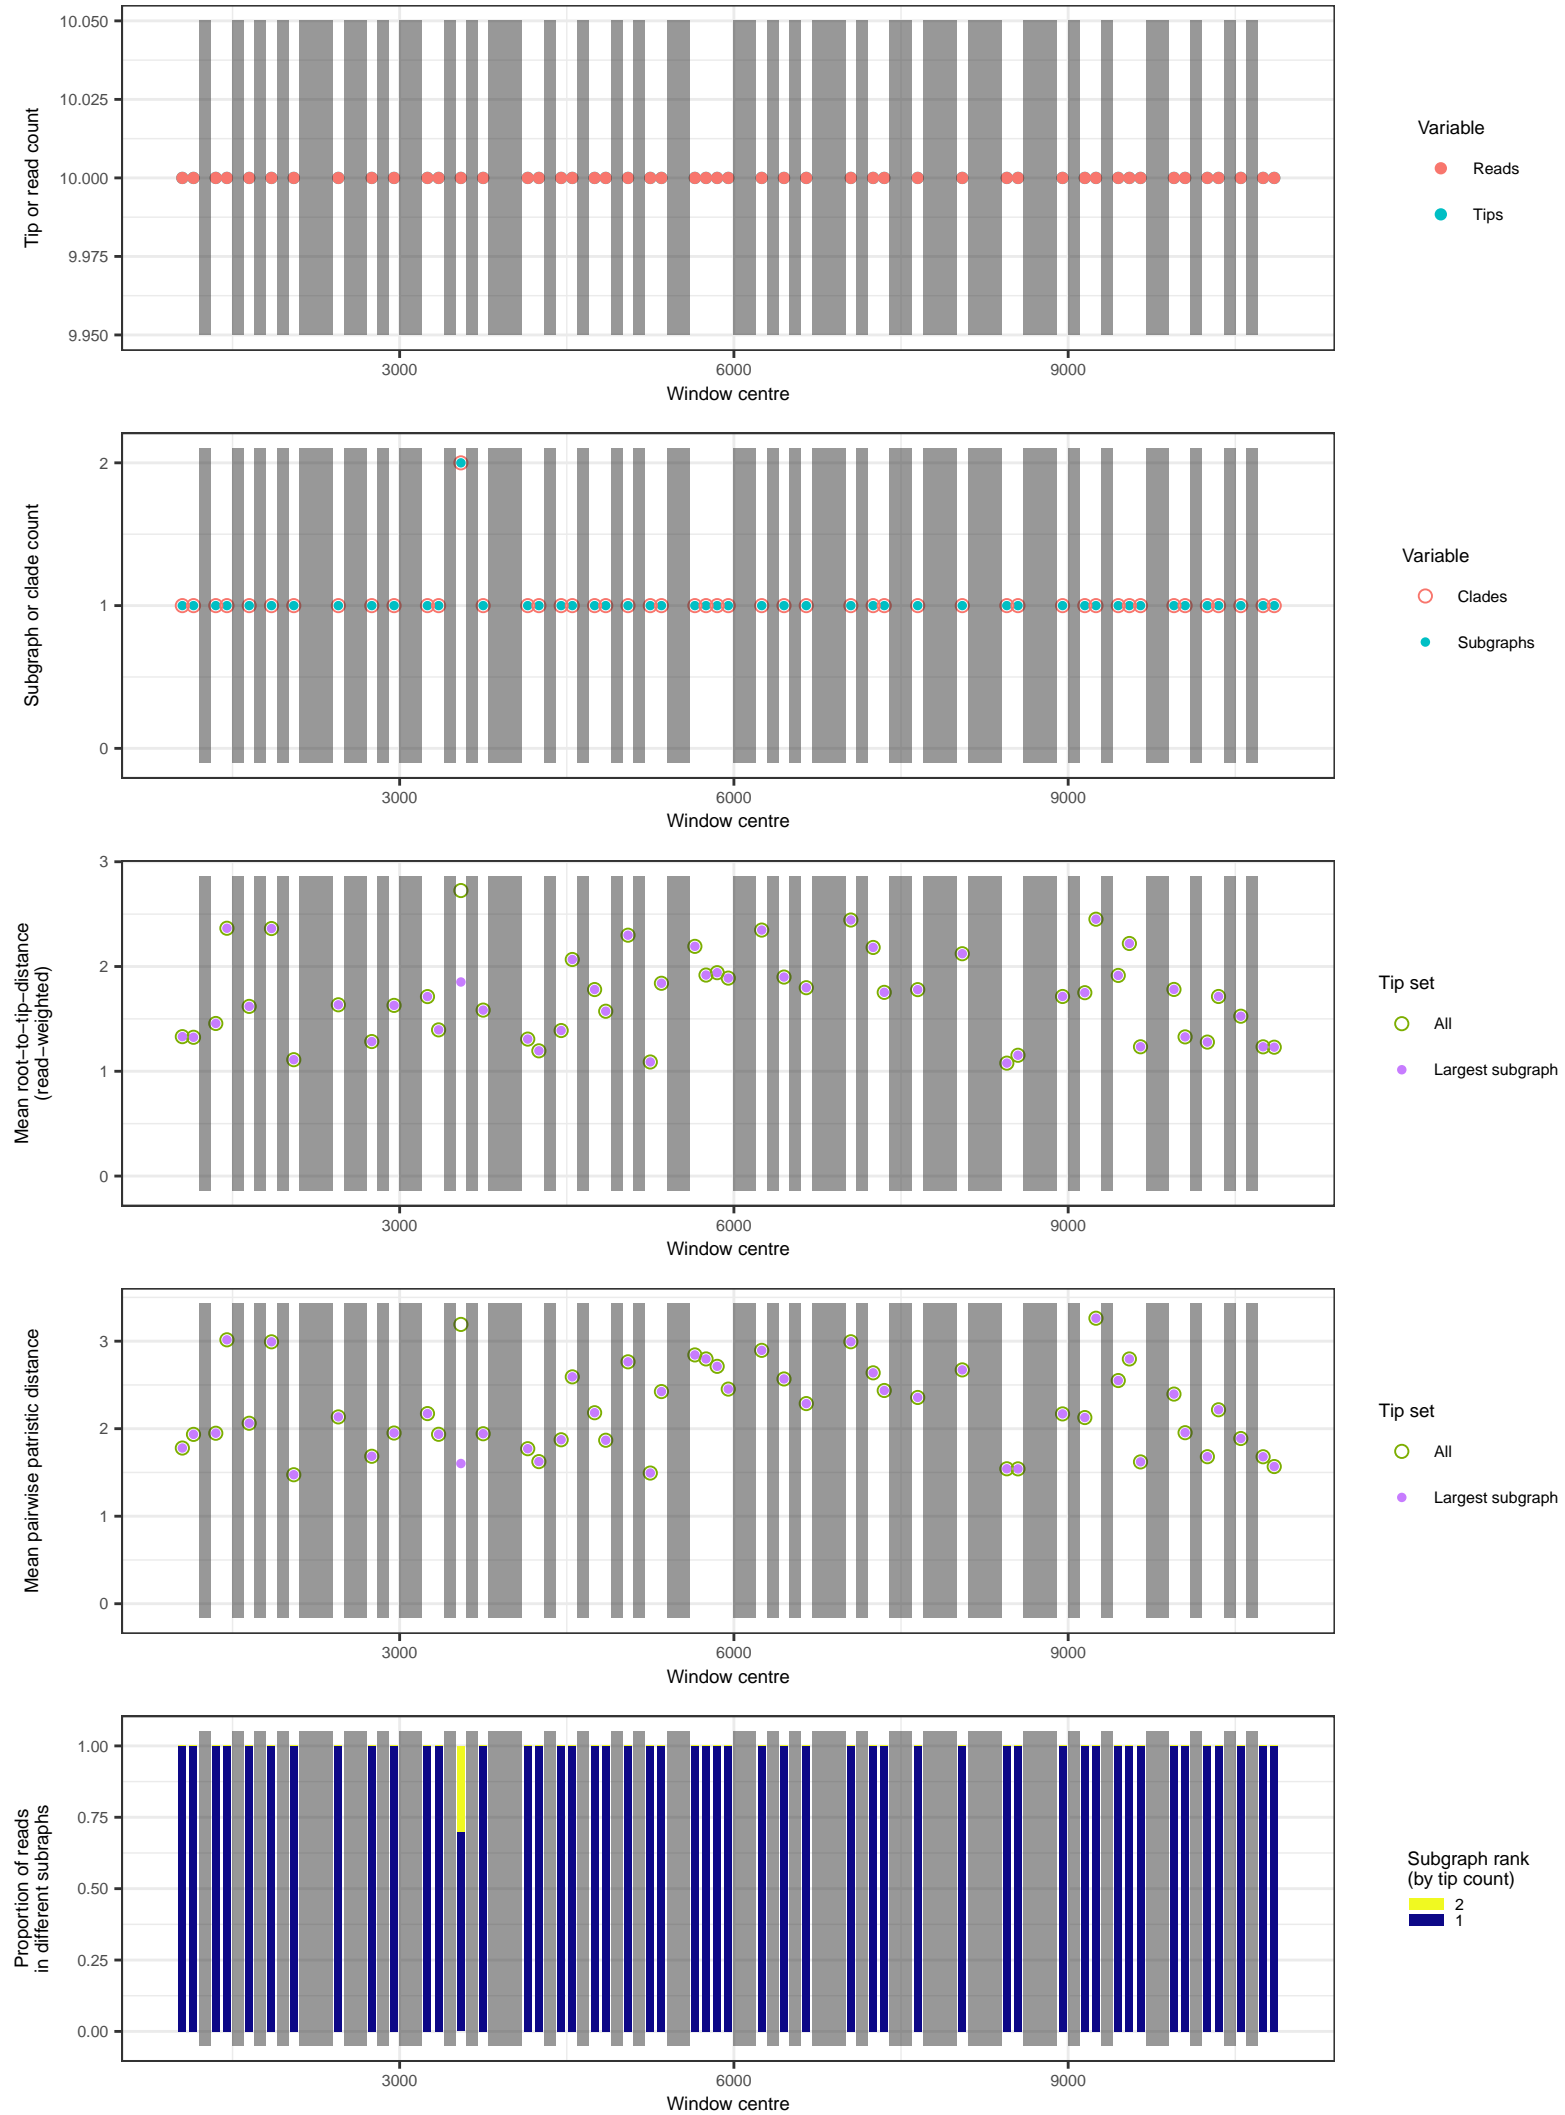 10.050
10.025
10.000
9.975
9.950
Tip or read count
3000
6000
9000
Window centre
Variable
Reads
Tips
2
1
0
Subgraph or clade count
3000
6000
9000
Window centre
Variable
Clades
Subgraphs
3
2
1
0
Mean root−to−tip−distance
(read−weighted)
3000
6000
9000
Window centre
Tip set
All
Largest subgraph
3
2
1
0
Mean pairwise patristic distance
3000
6000
9000
Window centre
Tip set
All
Largest subgraph
1.00
0.75
0.50
0.25
0.00
Proportion of reads
in different subraphs
3000
6000
9000
Window centre
Subgraph rank
(by tip count)
2
1